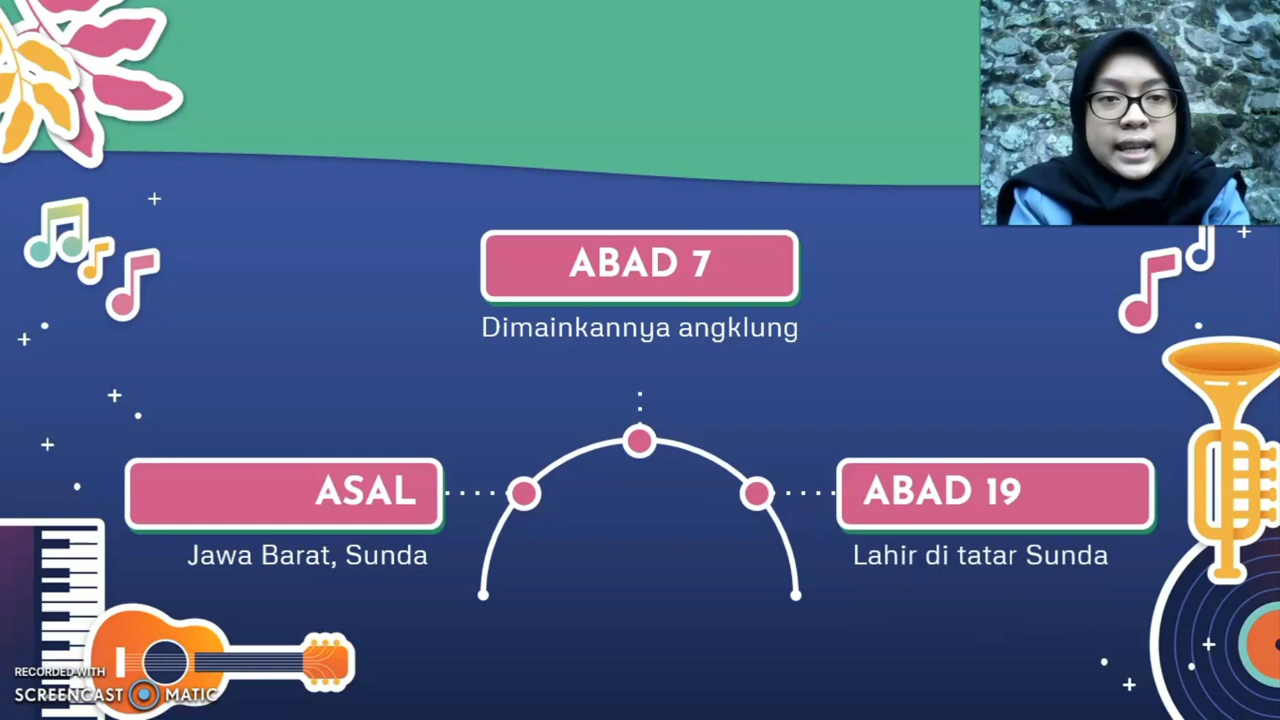 ABAD 7
Dimainkannya angklung
ASAL
Jawa Barat, Sunda
ABAD 19
Lahir di tatar Sunda
RECORDED WITH
SCREENCAST MATIC